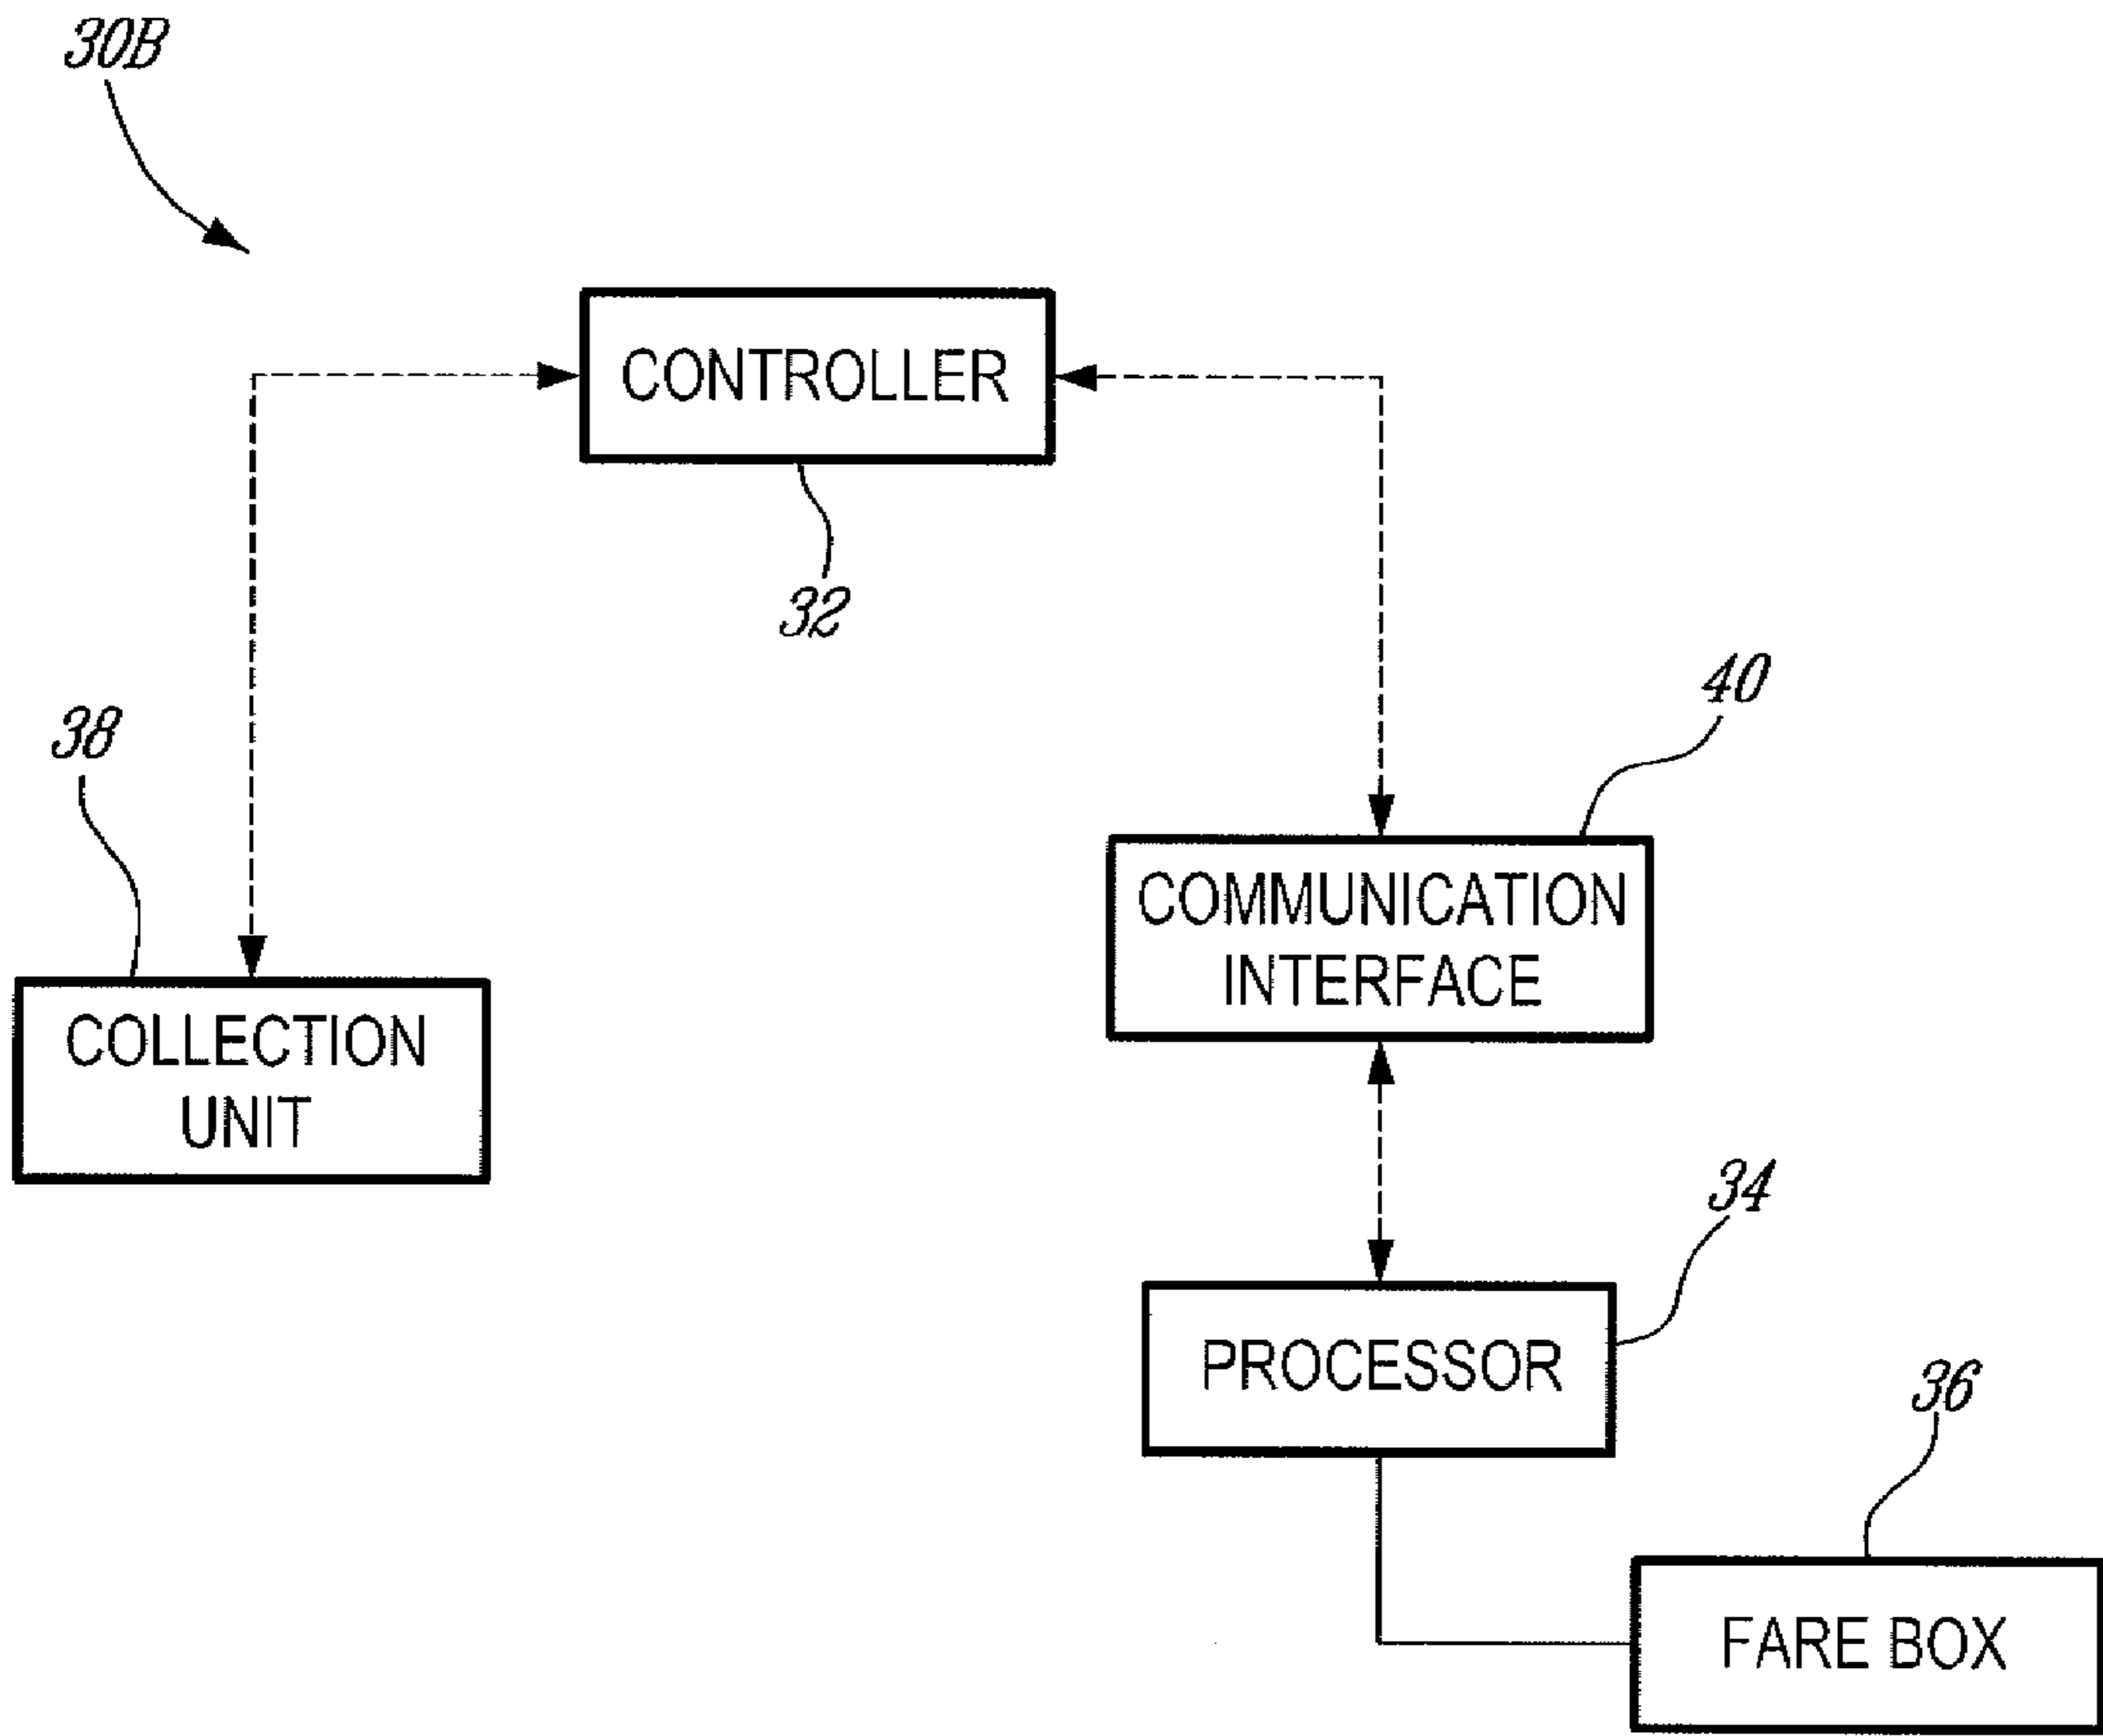 30B
CONTROLLER
32
40
38
COMMUNICATION
INTERFACE
COLLECTION
UNIT
34
PROCESSOR
36
FARE BOX